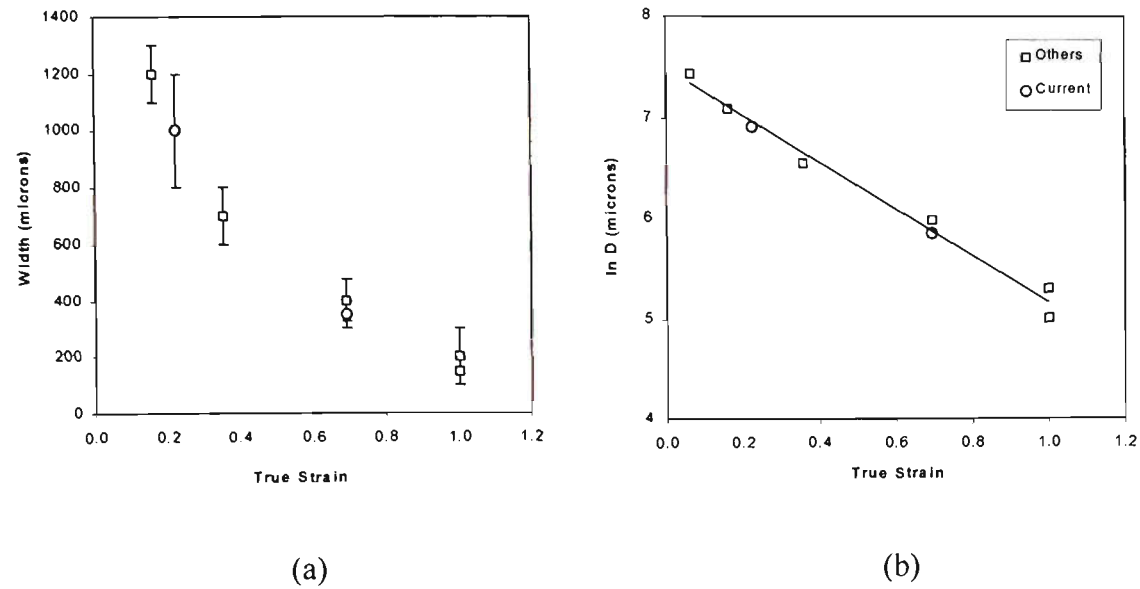 1400
1200
1000
800
600
400
200
0
0.0 0.2 0.4 0.6 0.8 1.0 1.2
Width (microns)
True Strain
(a)
8
7
6
5
4
0.0 0.2 0.4 0.6 0.8 1.0 1.2
ln D (microns)
True Strain
Others
Current
(b)